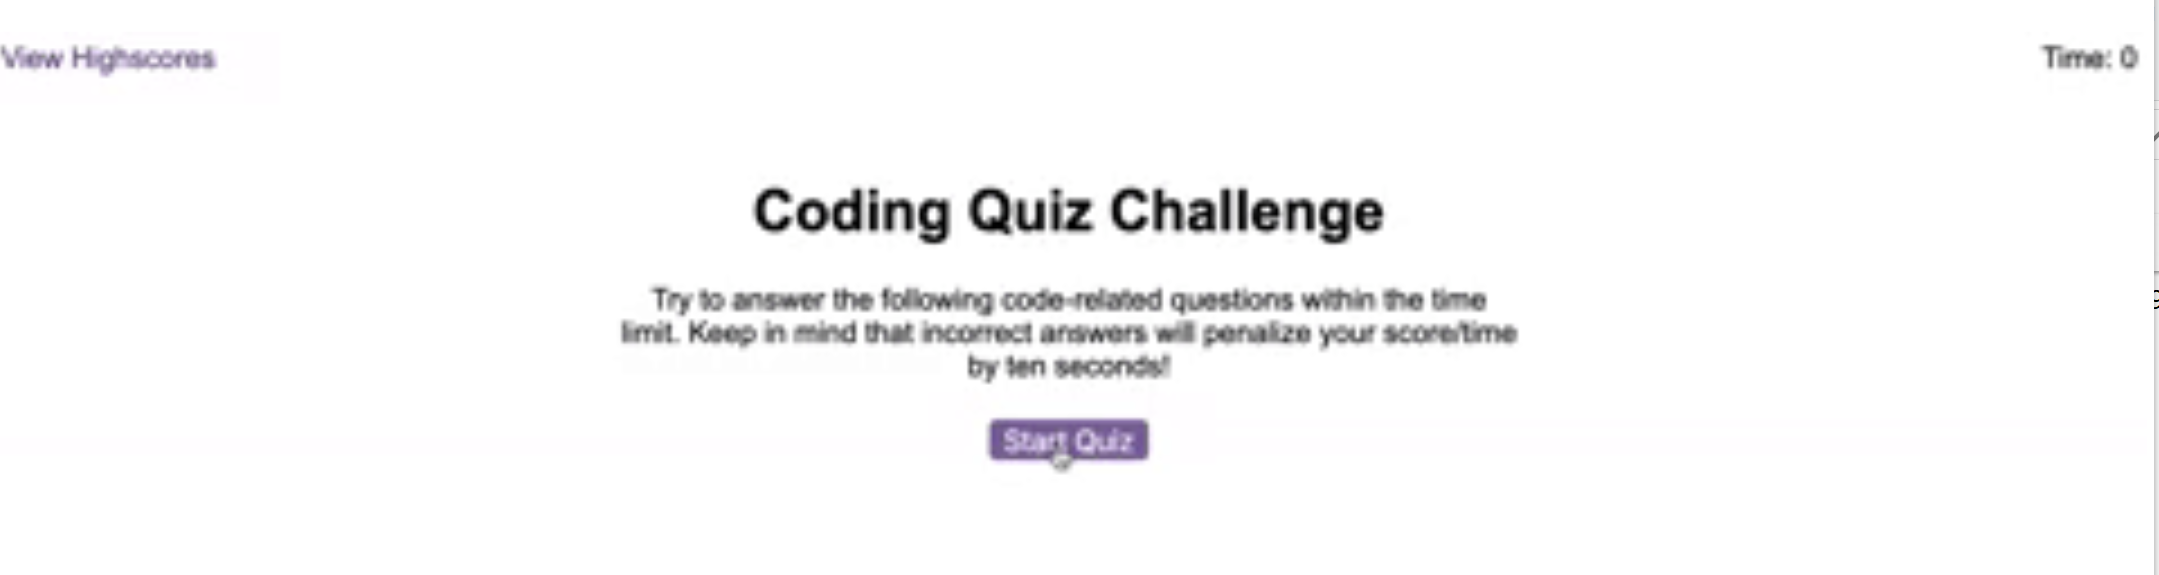 View Highscores
Time: 0
Coding Quiz Challenge
Try to answer the following code-related questions within the time
limit. Keep in mind that incorrect answers will penalize your score/time
by ten seconds!
Start Quiz